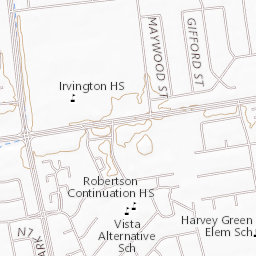 MAYWOOD ST
GIFFORD ST
Irvington HS
Robertson
Continuation HS
Vista
Alternative
Sch
Harvey Green
Elem Sch